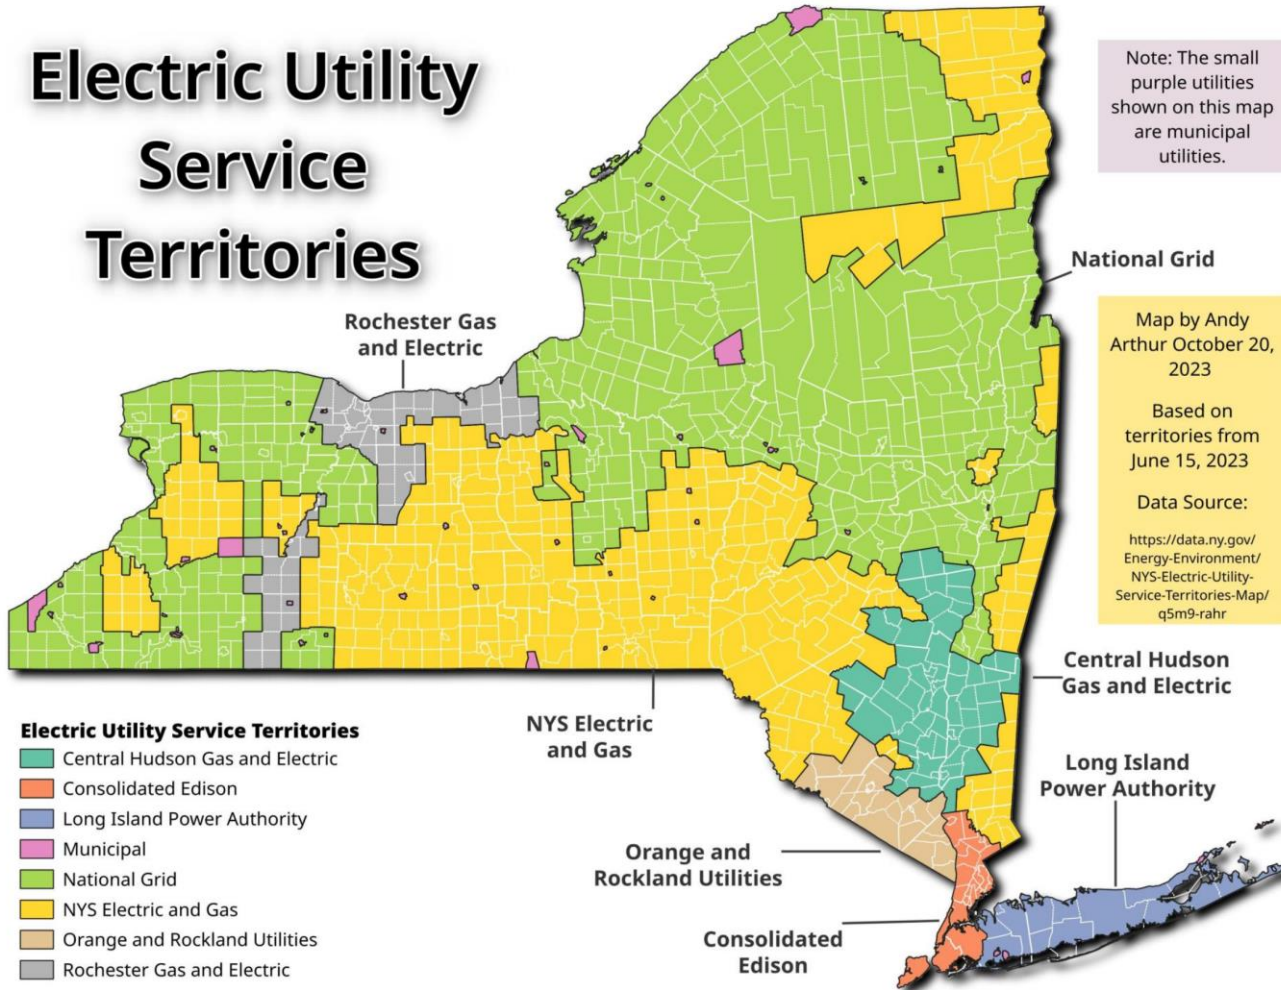 Electric Utility
Service
Territories
Note: The small
purple utilities
shown on this map
are municipal
utilities.
National Grid
Rochester Gas
and Electric
Map by Andy
Arthur October 20,
2023
Based on
territories from
June 15, 2023
Data Source:
https://data.ny.gov/
Energy-Environment/
NYS-Electric-Utility-
Service-Territories-Map/
q5m9-rahr
Central Hudson
Gas and Electric
NYS Electric
and Gas
Long Island
Power Authority
Orange and
Rockland Utilities
Consolidated
Edison
Electric Utility Service Territories
Central Hudson Gas and Electric
Consolidated Edison
Long Island Power Authority
Municipal
National Grid
NYS Electric and Gas
Orange and Rockland Utilities
Rochester Gas and Electric